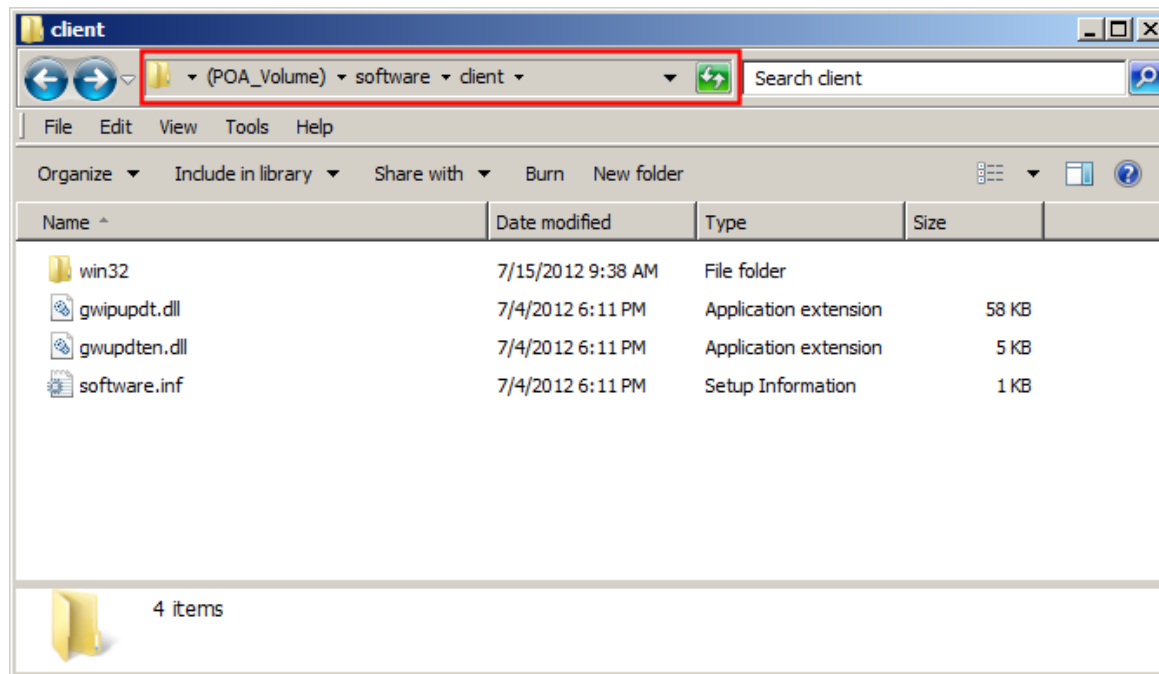 client
(POA_Volume) software client Search client
File Edit View Tools Help
Organize Include in library Share with Burn New folder
Name Date modified Type Size
win32 7/15/2012 9:38 AM File folder
gwipupdt.dll 7/4/2012 6:11 PM Application extension 58 KB
gwupdten.dll 7/4/2012 6:11 PM Application extension 5 KB
software.inf 7/4/2012 6:11 PM Setup Information 1 KB
4 items